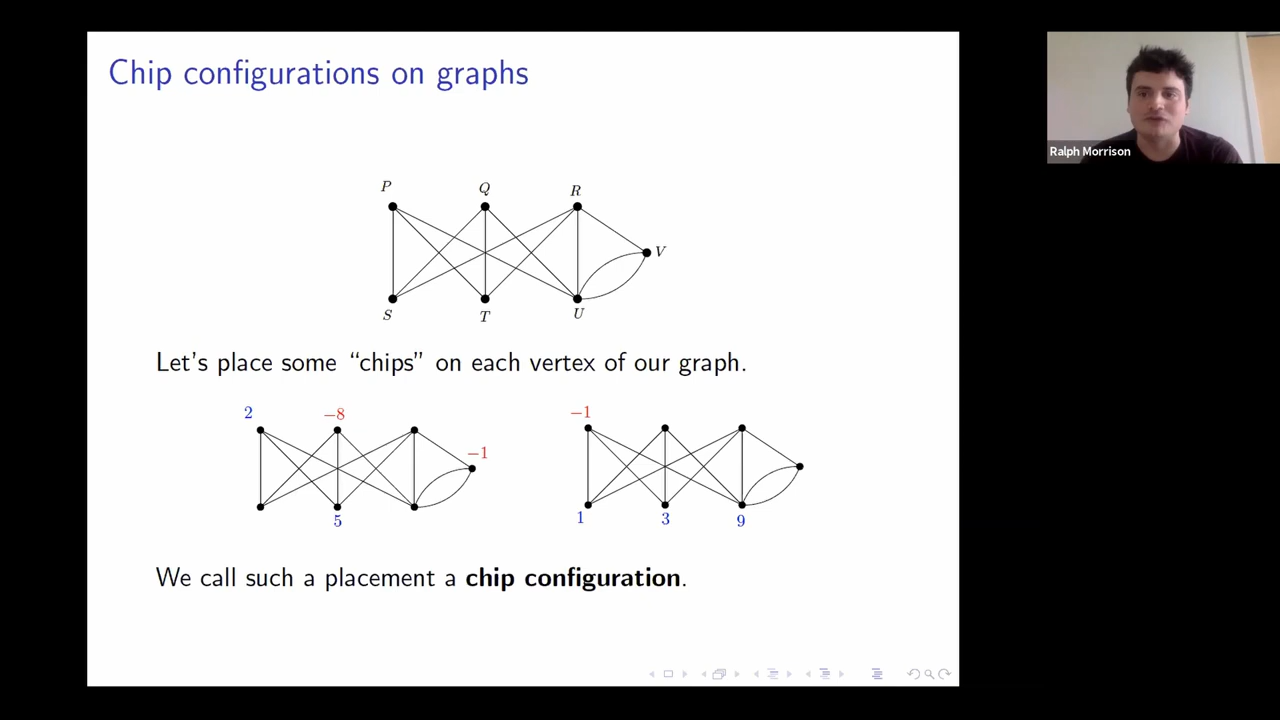 Chip configurations on graphs
Ralph Morrison
P Q R
V
S T U
Let's place some “chips” on each vertex of our graph.
2 −8 −1
−1
5 1 3 9
We call such a placement a chip configuration.